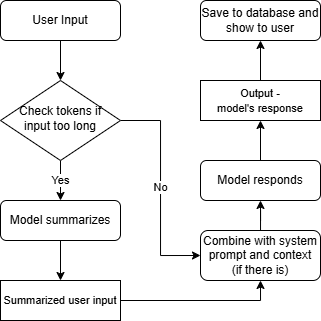 User Input
Check tokens if
input too long
Yes
No
Model summarizes
Summarized user input
Combine with system
prompt and context
(if there is)
Model responds
Output -
model's response
Save to database and
show to user